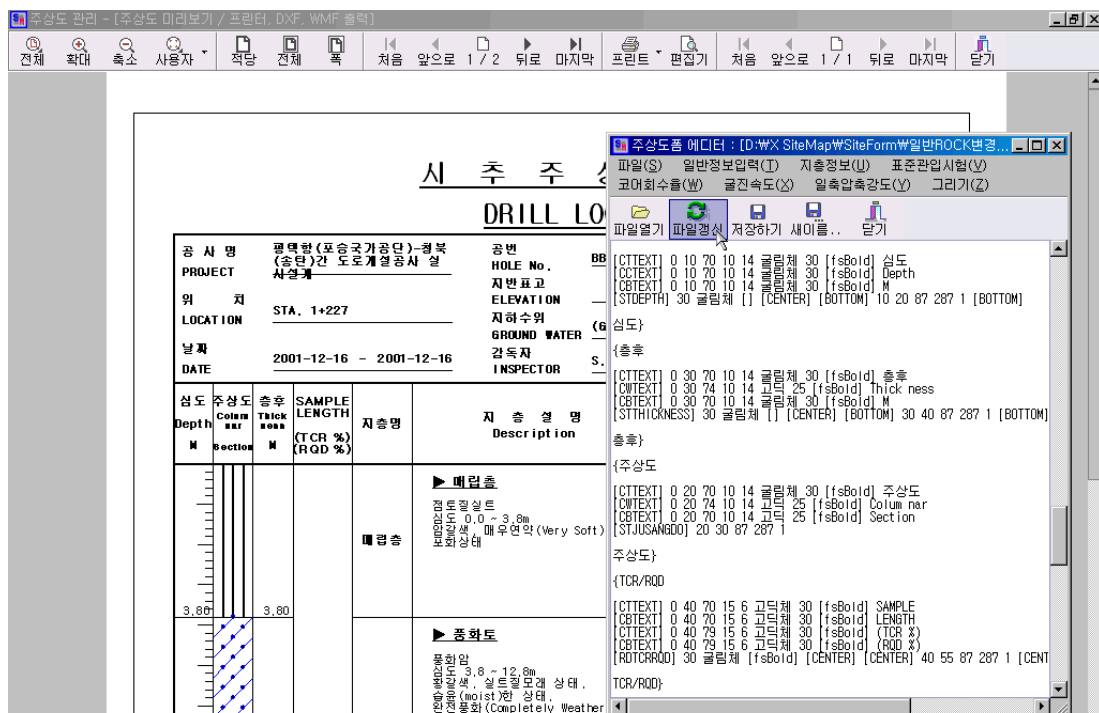 주상도 관리 - [주상도 미리보기 / 프린터, DXF, WMF 출력]
전체 확대 축소 사용자 적당 전체 폭 처음 앞으로 1 / 2 뒤로 마지막 프린트 편집기 처음 앞으로 1 / 1 뒤로 마지막 닫기
시 추 주 상
DRILL LO
공 사 명
PROJECT
평택항(포승국가공단)-청북
(송탄)간 도로개설공사 실
시설계
공번
HOLE No.
BB
지반표고
ELEVATION
위 치
LOCATION
STA. 1+227
지하수위
GROUND WATER
(G
날짜
DATE
2001-12-16 - 2001-12-16
감독자
INSPECTOR
S.
심도
Depth
M
주상도
Colum
nar
Section
층후
Thick
ness
M
SAMPLE
LENGTH
(TCR %)
(RQD %)
지층명
지 층 설 명
Description
3.80
3.80
매립층
▶ 매립층
점토질실트
심도 0.0 ~ 3.8m
암갈색, 매우연약(Very Soft)
포화상태
▶ 풍화토
풍화암
심도 3.8 ~ 12.8m
황갈색, 실트질모래 상태,
습윤(moist)한 상태,
완전풍화(Completely Weather
주상도폼 에디터 : [D:₩X SiteMap₩SiteForm₩일반ROCK변경...
파일(S) 일반정보입력(T) 지층정보(U) 표준관입시험(V)
코어회수율(W) 굴진속도(X) 일축압축강도(Y) 그리기(Z)
파일열기 파일갱신 저장하기 새이름.. 닫기
[CTTEXT] 0 10 70 10 14 굴림체 30 [fsBold] 심도
[CCTEXT] 0 10 70 10 14 굴림체 30 [fsBold] Depth
[CBTEXT] 0 10 70 10 14 굴림체 30 [fsBold] M
[STDEPTH] 30 굴림체 [] [CENTER] [BOTTOM] 10 20 87 287 1 [BOTTOM]
심도}
{층후
[CTTEXT] 0 30 70 10 14 굴림체 30 [fsBold] 층후
[CWTEXT] 0 30 74 10 14 고딕 25 [fsBold] Thick ness
[CBTEXT] 0 30 70 10 14 굴림체 30 [fsBold] M
[STTHICKNESS] 30 굴림체 [] [CENTER] [BOTTOM] 30 40 87 287 1 [BOTTOM]
층후}
{주상도
[CTTEXT] 0 20 70 10 14 굴림체 30 [fsBold] 주상도
[CWTEXT] 0 20 74 10 14 고딕 25 [fsBold] Colum nar
[CBTEXT] 0 20 70 10 14 고딕 25 [fsBold] Section
[STJUSANGDO] 20 30 87 287 1
주상도}
{TCR/RQD
[CTTEXT] 0 40 70 15 6 고딕체 30 [fsBold] SAMPLE
[CBTEXT] 0 40 70 15 6 고딕체 30 [fsBold] LENGTH
[CTTEXT] 0 40 79 15 6 고딕체 30 [fsBold] (TCR %)
[CBTEXT] 0 40 79 15 6 고딕체 30 [fsBold] (RQD %)
[RDTCRRQD] 30 굴림체 [fsBold] [CENTER] [CENTER] 40 55 87 287 1 [CENT
TCR/RQD}